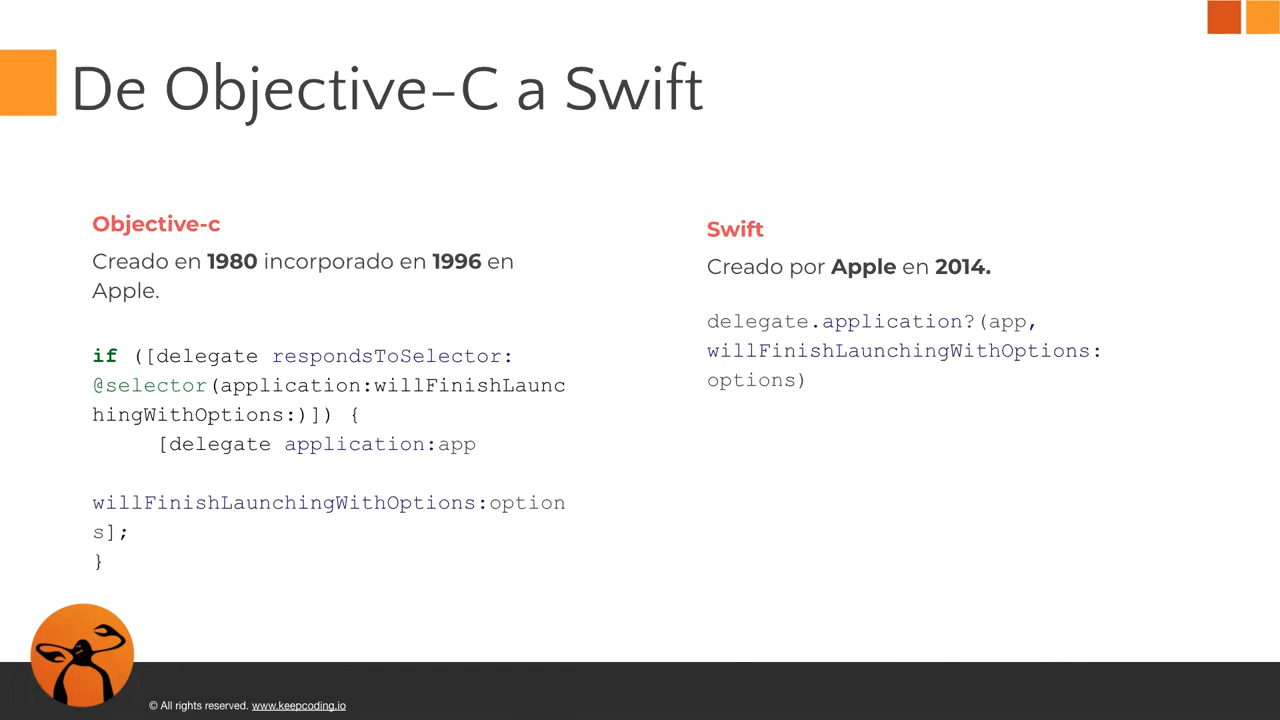 De Objective-C a Swift
Objective-c
Creado en 1980 incorporado en 1996 en
Apple.
if ([delegate respondsToSelector:
@selector(application:willFinishLaunc
hingWithOptions:)]) {
[delegate application:app
willFinishLaunchingWithOptions:option
s];
}
Swift
Creado por Apple en 2014.
delegate.application?(app,
willFinishLaunchingWithOptions:
options)
© All rights reserved. www.keepcoding.io